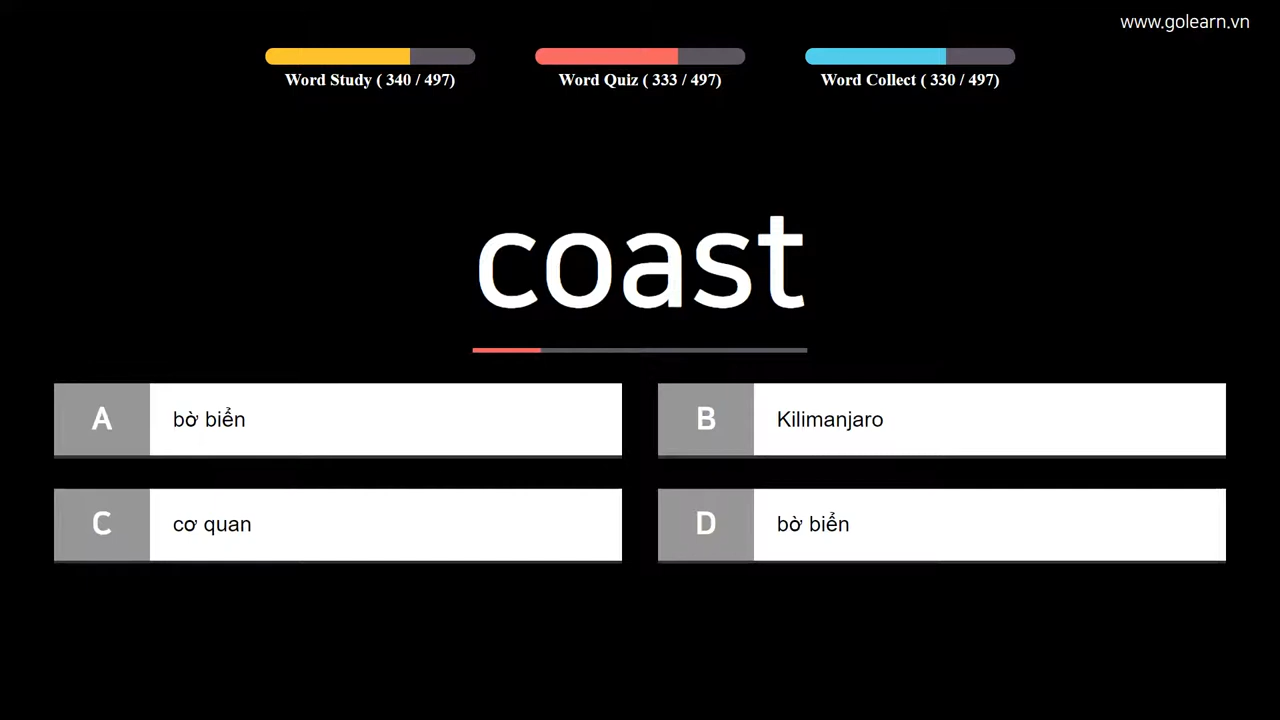 www.golearn.vn
Word Study ( 340 / 497)
Word Quiz ( 333 / 497)
Word Collect ( 330 / 497)
coast
A bờ biển
B Kilimanjaro
C cơ quan
D bờ biển